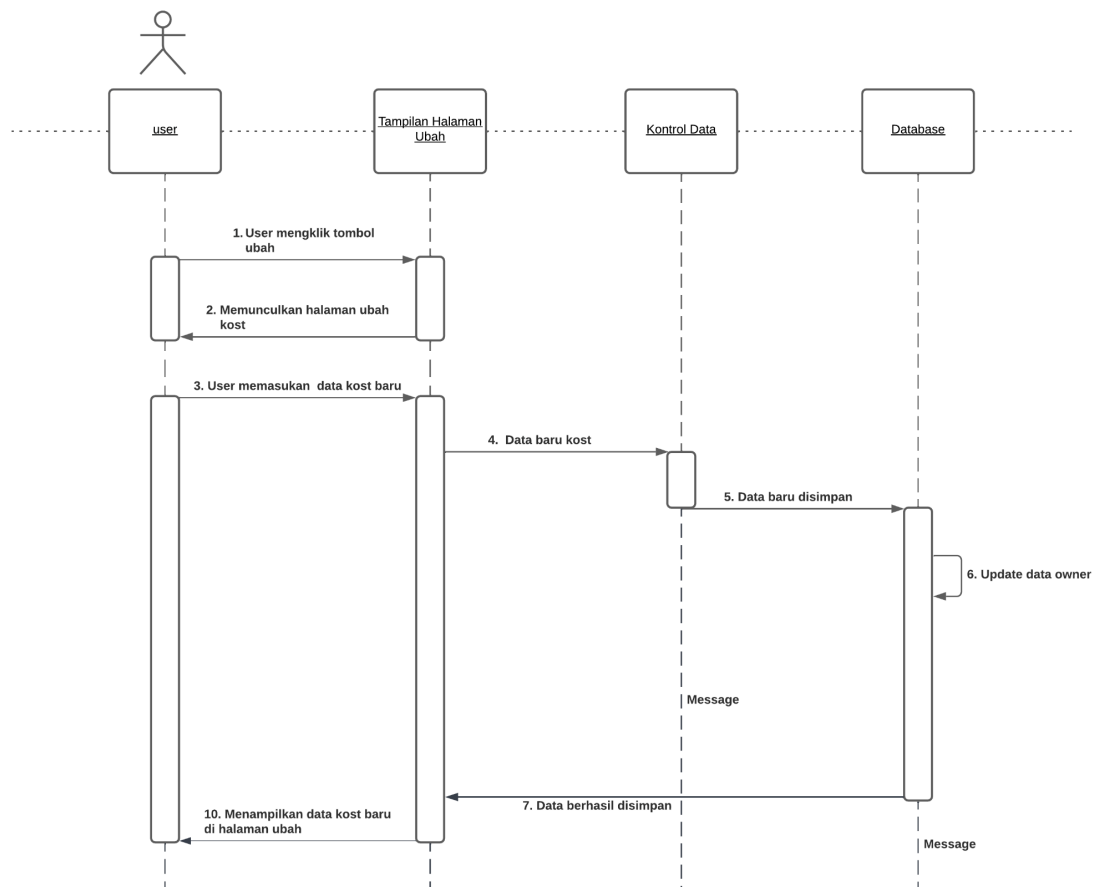 user
Tampilan Halaman
Ubah
Kontrol Data
Database
1. User mengklik tombol
ubah
2. Memunculkan halaman ubah
kost
3. User memasukan  data kost baru
4.  Data baru kost
5. Data baru disimpan
6. Update data owner
Message
7. Data berhasil disimpan
10. Menampilkan data kost baru
di halaman ubah
Message